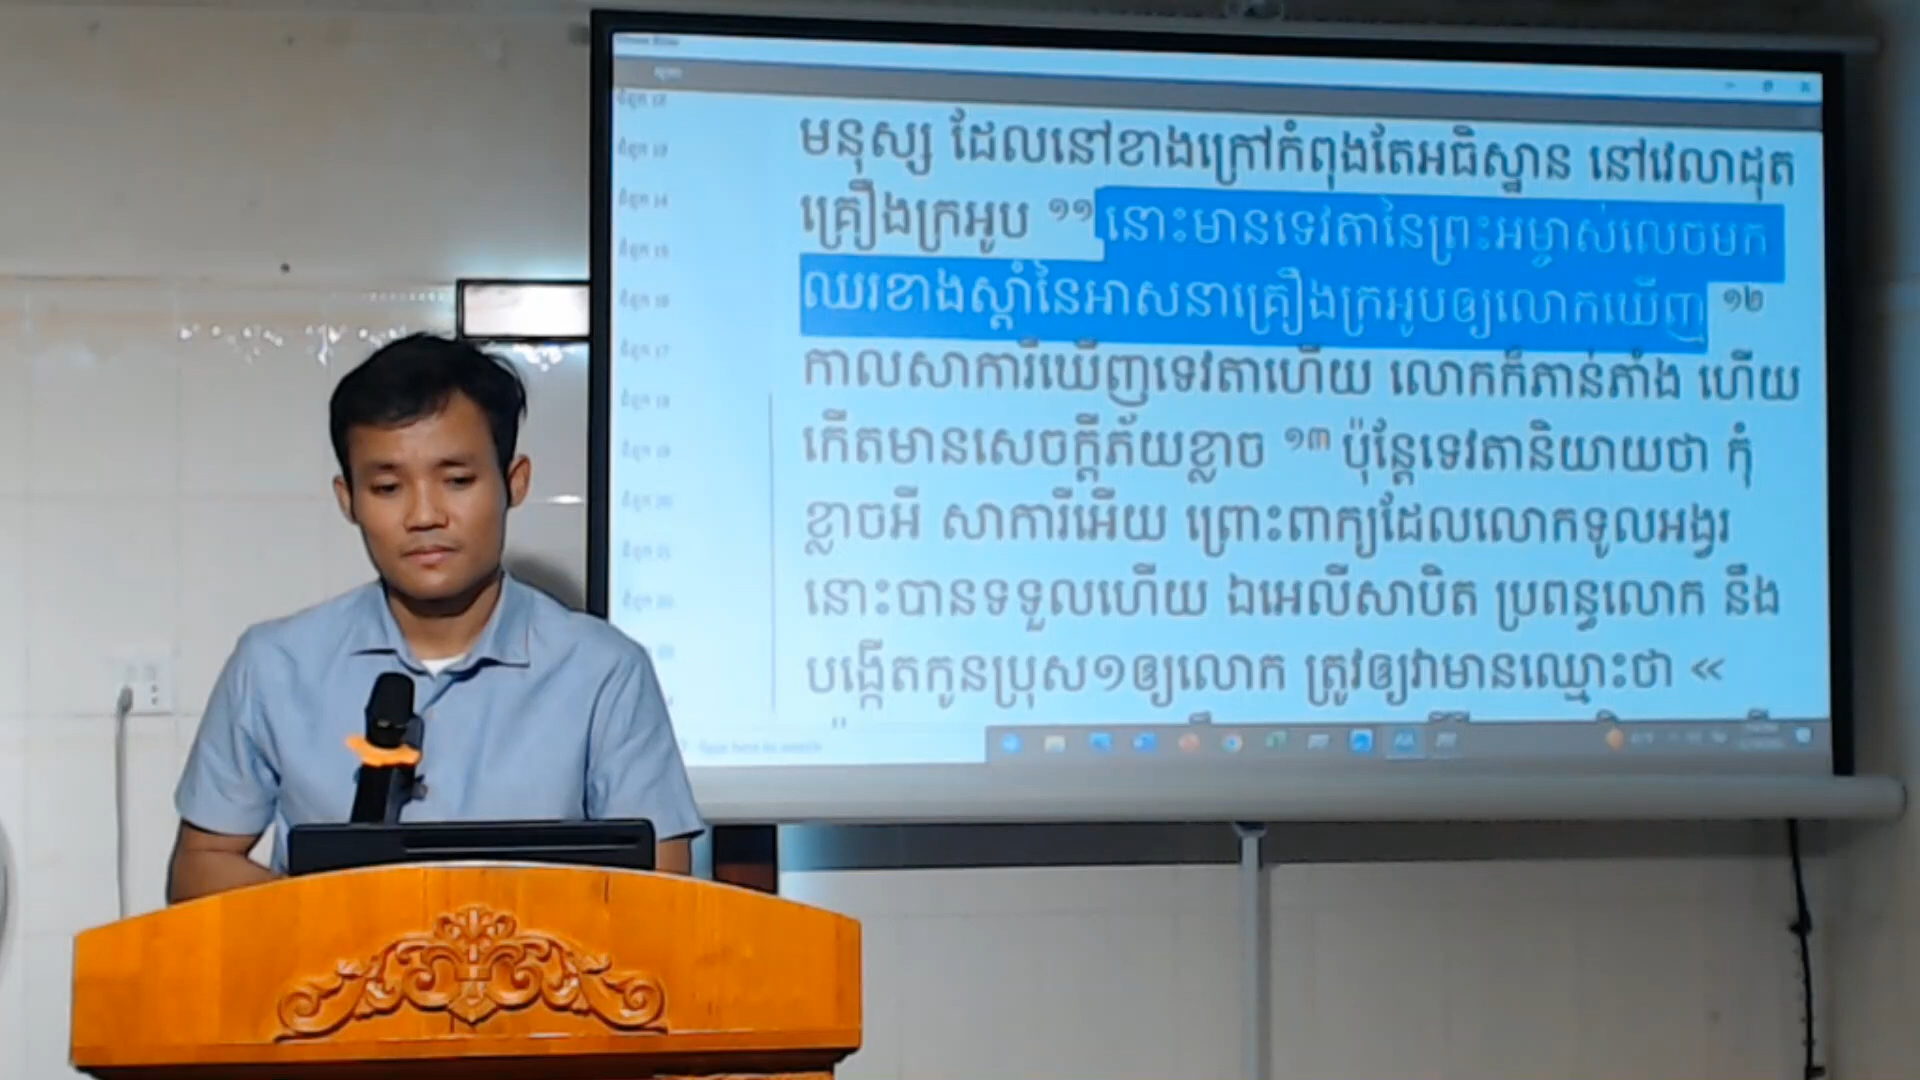 មនុស្ស ដែលនៅខាងក្រៅកំពុងតែអធិស្ឋាន នៅវេលាដុត
គ្រឿងក្រអូប ១១ នោះមានទេវតានៃព្រះអម្ចាស់លេចមក
ឈរខាងស្តាំនៃអាសនាគ្រឿងក្រអូបឲ្យលោកឃើញ ១២
កាលសាការីឃើញទេវតាហើយ លោកក៏ភាន់ភាំង ហើយ
កើតមានសេចក្តីភ័យខ្លាច ១៣ ប៉ុន្តែទេវតានិយាយថា កុំ
ខ្លាចអី សាការីអើយ ព្រោះពាក្យដែលលោកទូលអង្វរ
នោះបានទទួលហើយ ឯអេលីសាបិត ប្រពន្ធលោក នឹង
បង្កើតកូនប្រុស១ឲ្យលោក ត្រូវឲ្យវាមានឈ្មោះថា «
Type here to search